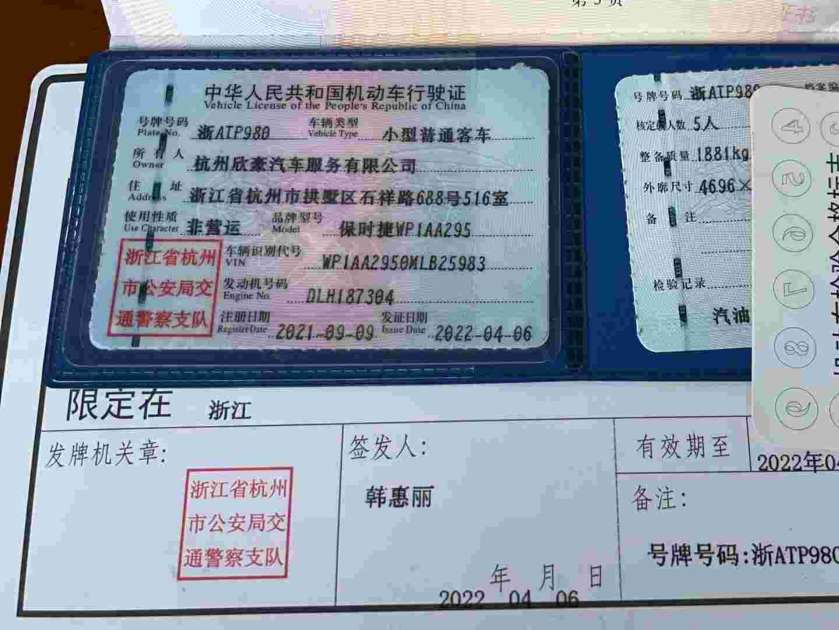 第3页
证书
中华人民共和国机动车行驶证
Vehicle License of the People's Republic of China
号牌号码 浙ATP980 车辆类型 小型普通客车
Plate No. Vehicle Type
所有人 杭州欣豪汽车服务有限公司
Owner
住址 浙江省杭州市拱墅区石祥路688号516室
Address
使用性质 非营运 品牌型号 保时捷WP1AA295
Use Character Model
浙江省杭州
市公安局交
通警察支队
车辆识别代号 WP1AA2950MLB25983
VIN
发动机号码 DLH187304
Engine No.
注册日期 2021-09-09 发证日期 2022-04-06
Register Date Issue Date
号牌号码 浙ATP980
核定载人数 5人
整备质量 1881kg
外廓尺寸 4696×
备注
检验记录
汽油
检验合格标志
限定在 浙江
发牌机关章:
浙江省杭州
市公安局交
通警察支队
签发人:
韩惠丽
年 月 日
2022 04 06
有效期至
2022年0
备注:
号牌号码:浙ATP980